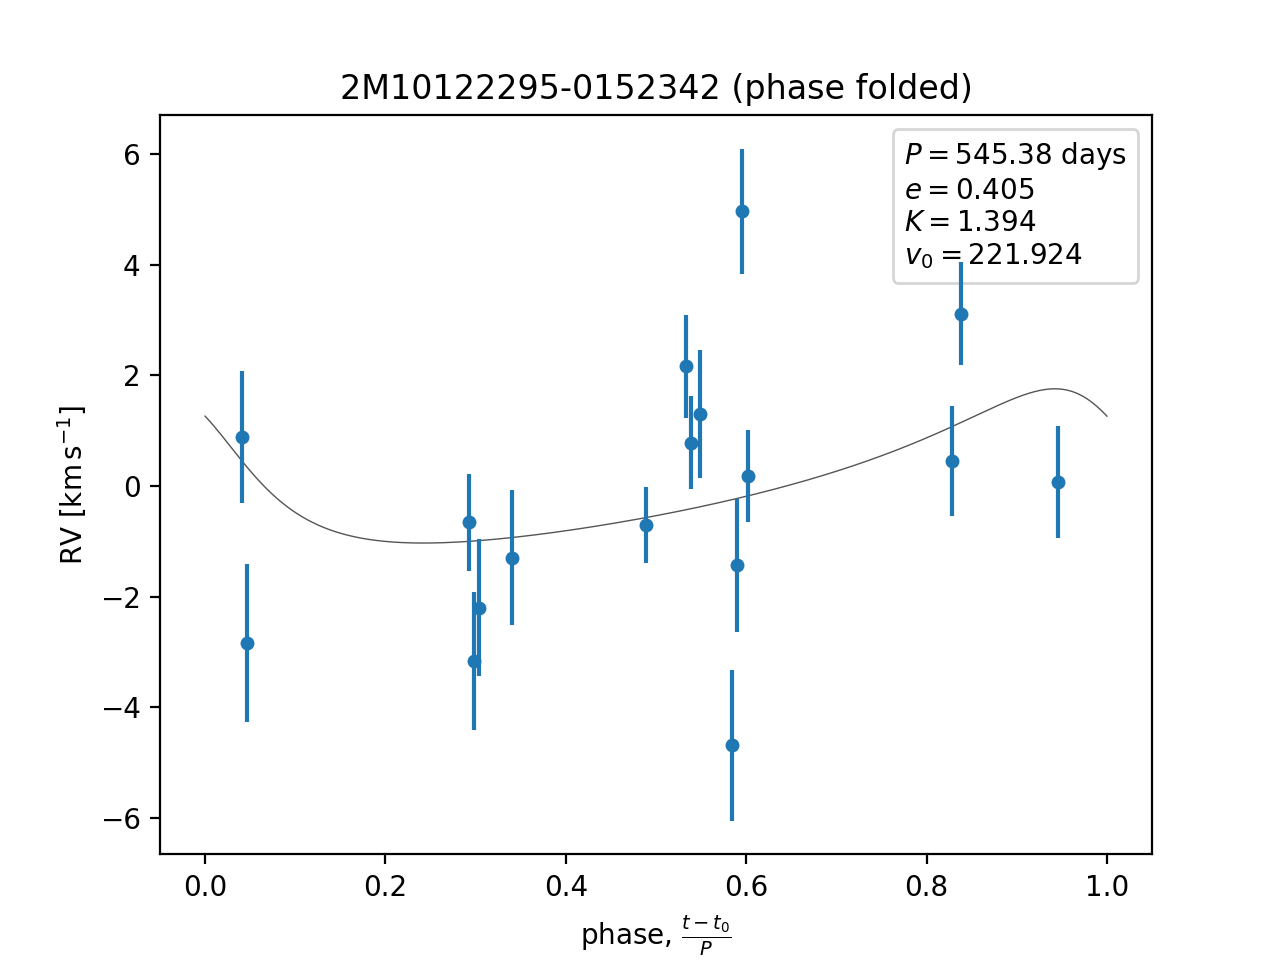 2M10122295-0152342 (phase folded)
P = 545.38 days
e = 0.405
K = 1.394
v₀ = 221.924
6
4
2
0
−2
−4
−6
RV [km s⁻¹]
0.0 0.2 0.4 0.6 0.8 1.0
phase, (t − t₀)/P